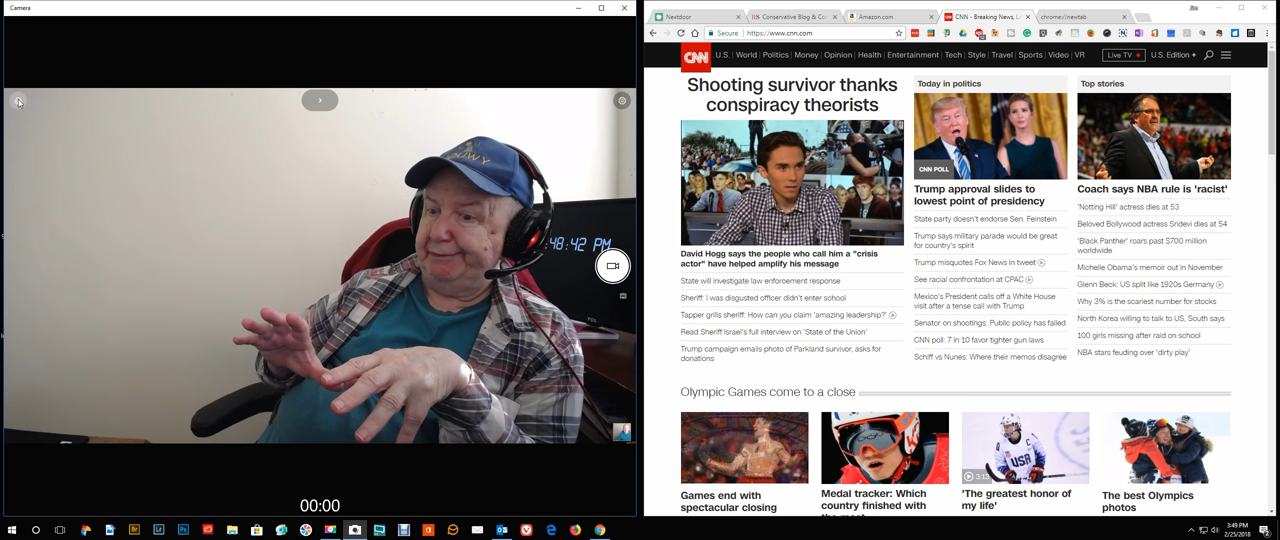 Camera
OWY
:48:42 PM
TCL
00:00
Nextdoor
Conservative Blog & Co
Amazon.com
CNN - Breaking News, L
chrome://newtab
Secure
https://www.cnn.com
CNN
U.S.
World
Politics
Money
Opinion
Health
Entertainment
Tech
Style
Travel
Sports
Video
VR
Live TV
U.S. Edition
Shooting survivor thanks
conspiracy theorists
David Hogg says the people who call him a "crisis
actor" have helped amplify his message
State will investigate law enforcement response
Sheriff: I was disgusted officer didn't enter school
Tapper grills sheriff: How can you claim 'amazing leadership?'
Read Sheriff Israel's full interview on 'State of the Union'
Trump campaign emails photo of Parkland survivor, asks for
donations
Today in politics
CNN POLL
Trump approval slides to
lowest point of presidency
State party doesn't endorse Sen. Feinstein
Trump says military parade would be great
for country's spirit
Trump misquotes Fox News in tweet
See racial confrontation at CPAC
Mexico's President calls off a White House
visit after a tense call with Trump
Senator on shootings: Public policy has failed
CNN poll: 7 in 10 favor tighter gun laws
Schiff vs Nunes: Where their memos disagree
Top stories
Coach says NBA rule is 'racist'
'Notting Hill' actress dies at 53
Beloved Bollywood actress Sridevi dies at 54
'Black Panther' roars past $700 million
worldwide
Michelle Obama's memoir out in November
Glenn Beck: US split like 1920s Germany
Why 3% is the scariest number for stocks
North Korea willing to talk to US, South says
100 girls missing after raid on school
NBA stars feuding over 'dirty play'
Olympic Games come to a close
USA
3:13
Games end with
spectacular closing
Medal tracker: Which
country finished with
'The greatest honor of
my life'
The best Olympics
photos
Br
Lr
Ps
3:49 PM
2/25/2018